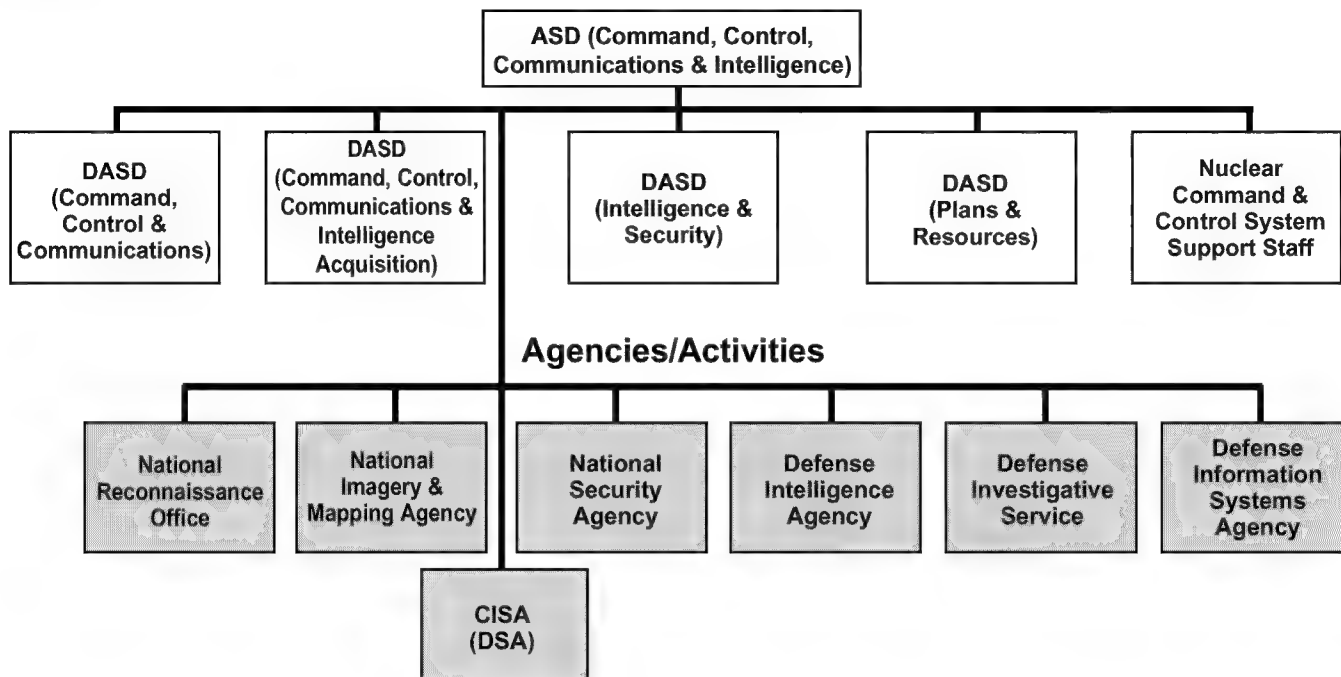 ASD (Command, Control,
Communications & Intelligence)
DASD
(Command,
Control &
Communications)
DASD
(Command, Control,
Communications &
Intelligence
Acquisition)
DASD
(Intelligence &
Security)
DASD
(Plans &
Resources)
Nuclear
Command &
Control System
Support Staff
Agencies/Activities
National
Reconnaissance
Office
National
Imagery &
Mapping Agency
National
Security
Agency
Defense
Intelligence
Agency
Defense
Investigative
Service
Defense
Information
Systems
Agency
CISA
(DSA)